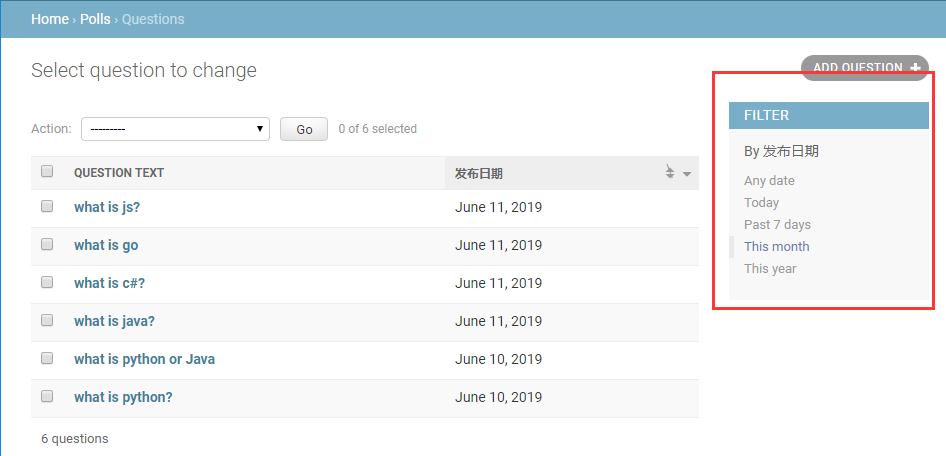 Home › Polls › Questions
Select question to change
ADD QUESTION +
Action: --------- Go 0 of 6 selected
QUESTION TEXT 发布日期
what is js? June 11, 2019
what is go June 11, 2019
what is c#? June 11, 2019
what is java? June 11, 2019
what is python or Java June 10, 2019
what is python? June 10, 2019
6 questions
FILTER
By 发布日期
Any date
Today
Past 7 days
This month
This year